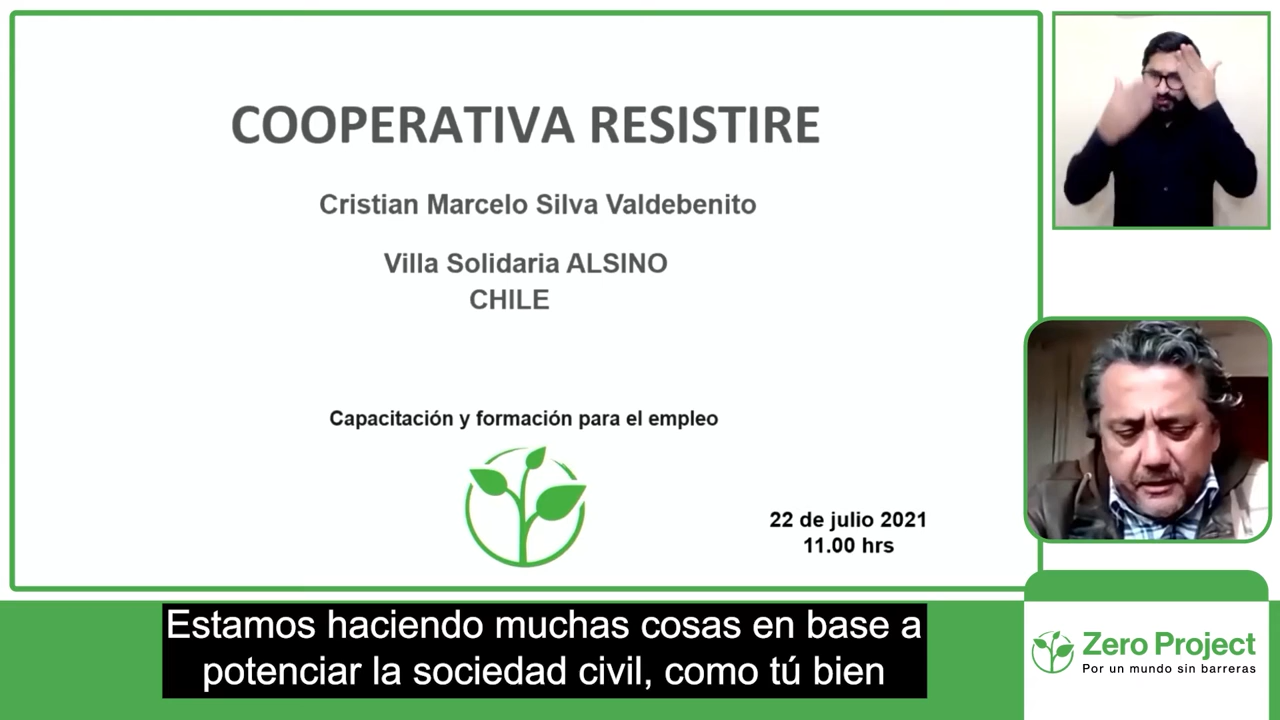 COOPERATIVA RESISTIRE
Cristian Marcelo Silva Valdebenito
Villa Solidaria ALSINO
CHILE
Capacitación y formación para el empleo
22 de julio 2021
11.00 hrs
Estamos haciendo muchas cosas en base a
potenciar la sociedad civil, como tú bien
Zero Project
Por un mundo sin barreras